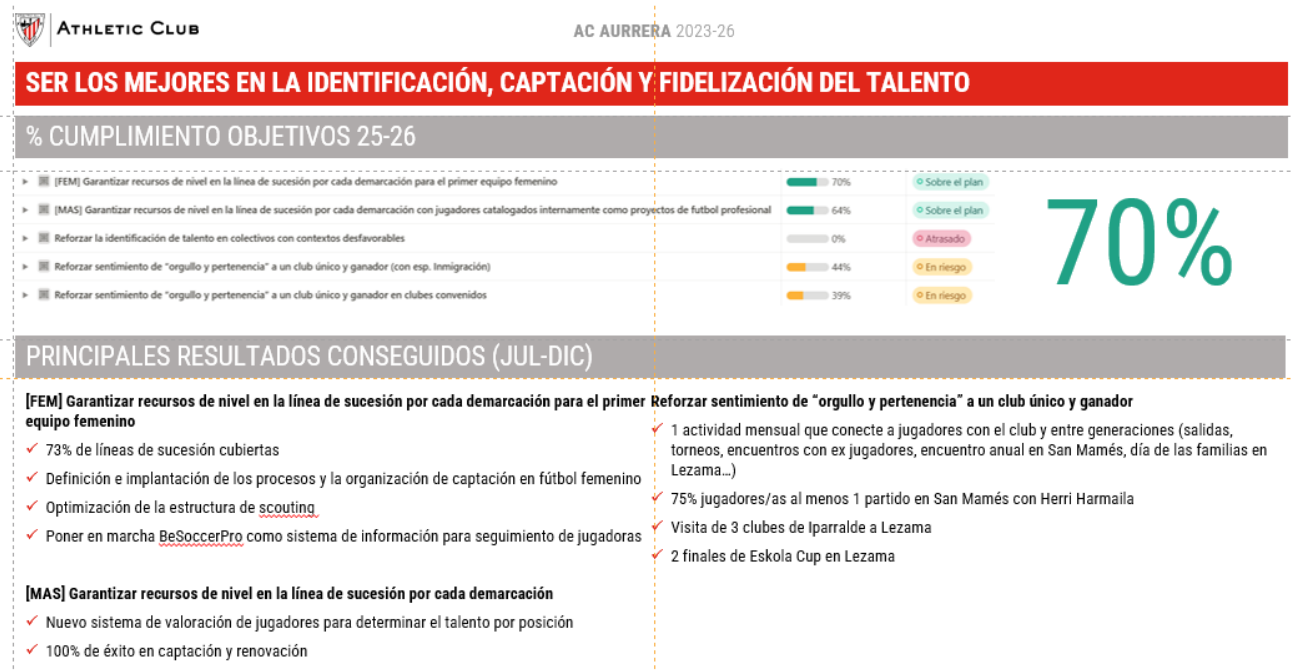 ATHLETIC CLUB
AC AURRERA 2023-26
SER LOS MEJORES EN LA IDENTIFICACIÓN, CAPTACIÓN Y FIDELIZACIÓN DEL TALENTO
% CUMPLIMIENTO OBJETIVOS 25-26
[FEM] Garantizar recursos de nivel en la línea de sucesión por cada demarcación para el primer equipo femenino 70% Sobre el plan
[MAS] Garantizar recursos de nivel en la línea de sucesión por cada demarcación con jugadores catalogados internamente como proyectos de futbol profesional 64% Sobre el plan
Reforzar la identificación de talento en colectivos con contextos desfavorables 0% Atrasado
Reforzar sentimiento de "orgullo y pertenencia" a un club único y ganador (con esp. Inmigración) 44% En riesgo
Reforzar sentimiento de "orgullo y pertenencia" a un club único y ganador en clubes convenidos 39% En riesgo
70%
PRINCIPALES RESULTADOS CONSEGUIDOS (JUL-DIC)
[FEM] Garantizar recursos de nivel en la línea de sucesión por cada demarcación para el primer
equipo femenino
73% de líneas de sucesión cubiertas
Definición e implantación de los procesos y la organización de captación en fútbol femenino
Optimización de la estructura de scouting
Poner en marcha BeSoccerPro como sistema de información para seguimiento de jugadoras
[MAS] Garantizar recursos de nivel en la línea de sucesión por cada demarcación
Nuevo sistema de valoración de jugadores para determinar el talento por posición
100% de éxito en captación y renovación
Reforzar sentimiento de “orgullo y pertenencia” a un club único y ganador
1 actividad mensual que conecte a jugadores con el club y entre generaciones (salidas,
torneos, encuentros con ex jugadores, encuentro anual en San Mamés, día de las familias en
Lezama…)
75% jugadores/as al menos 1 partido en San Mamés con Herri Harmaila
Visita de 3 clubes de Iparralde a Lezama
2 finales de Eskola Cup en Lezama